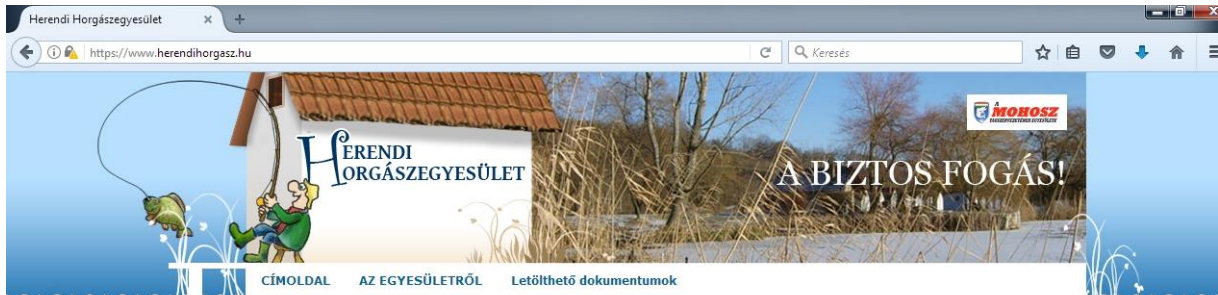 Herendi Horgászegyesület
https://www.herendihorgasz.hu
Keresés
A
MOHOSZ
HERENDI
HORGÁSZEGYESÜLET
A BIZTOS FOGÁS!
CÍMOLDAL AZ EGYESÜLETRŐL Letölthető dokumentumok